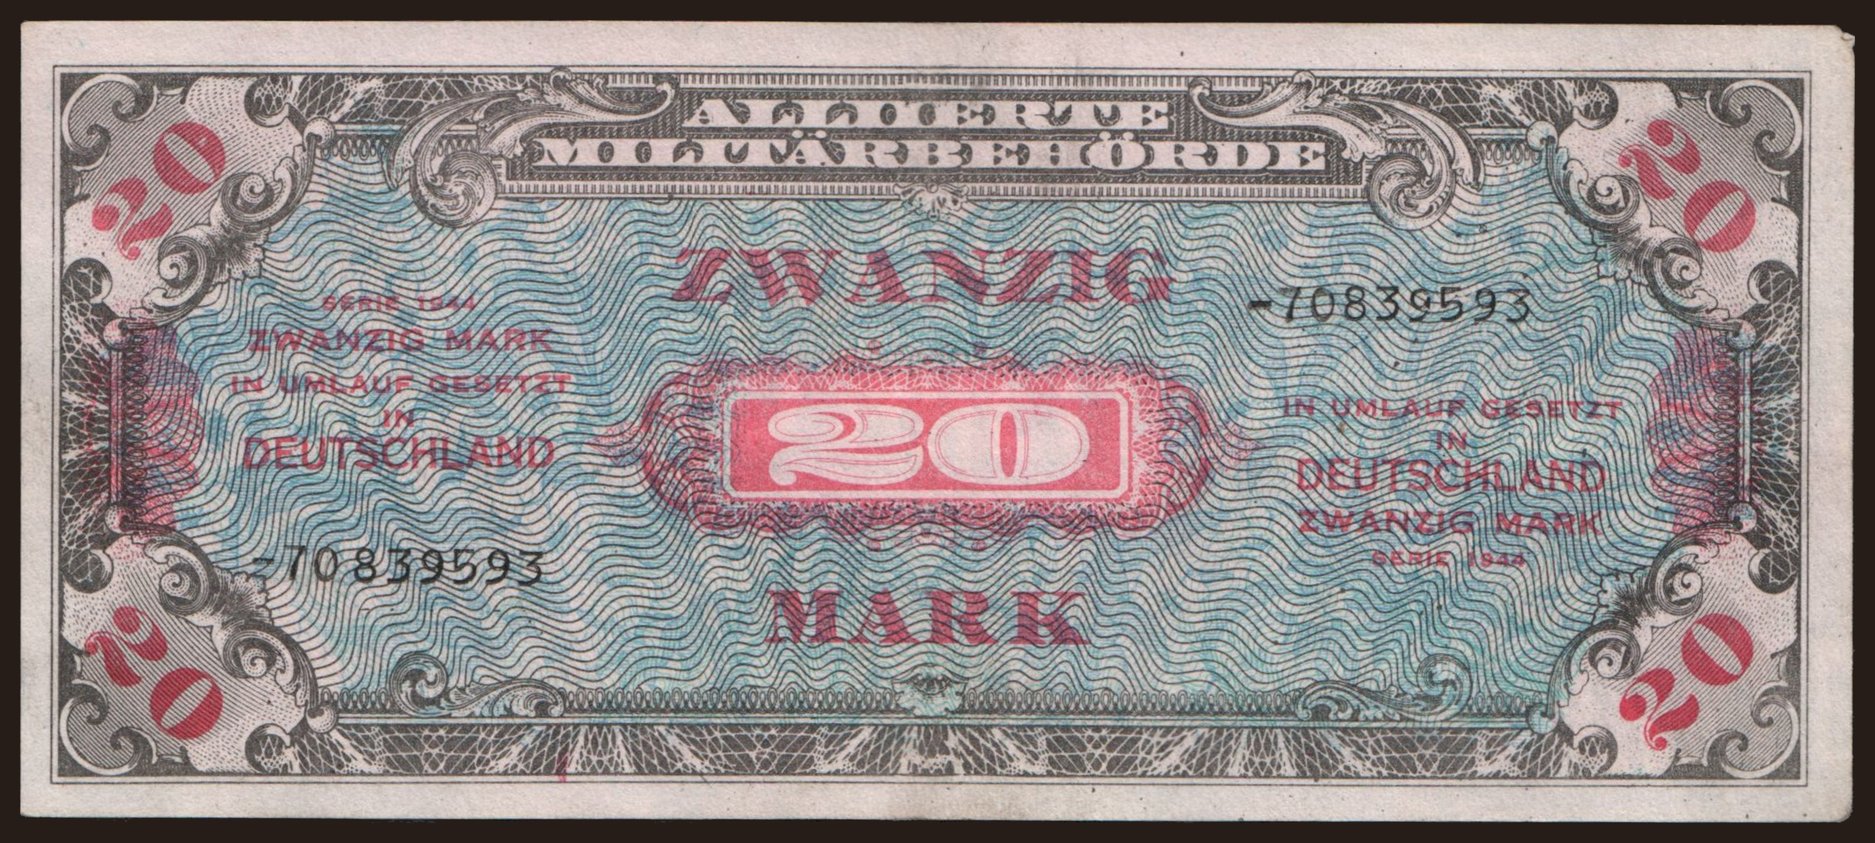 20
ALLIIERTE
MILITÄRBEHÖRDE
20
ZWANZIG
SERIE 1944
ZWANZIG MARK
IN UMLAUF GESETZT
IN
DEUTSCHLAND
-70839593
20
IN UMLAUF GESETZT
IN
DEUTSCHLAND
ZWANZIG MARK
SERIE 1944
-70839593
MARK
20
20